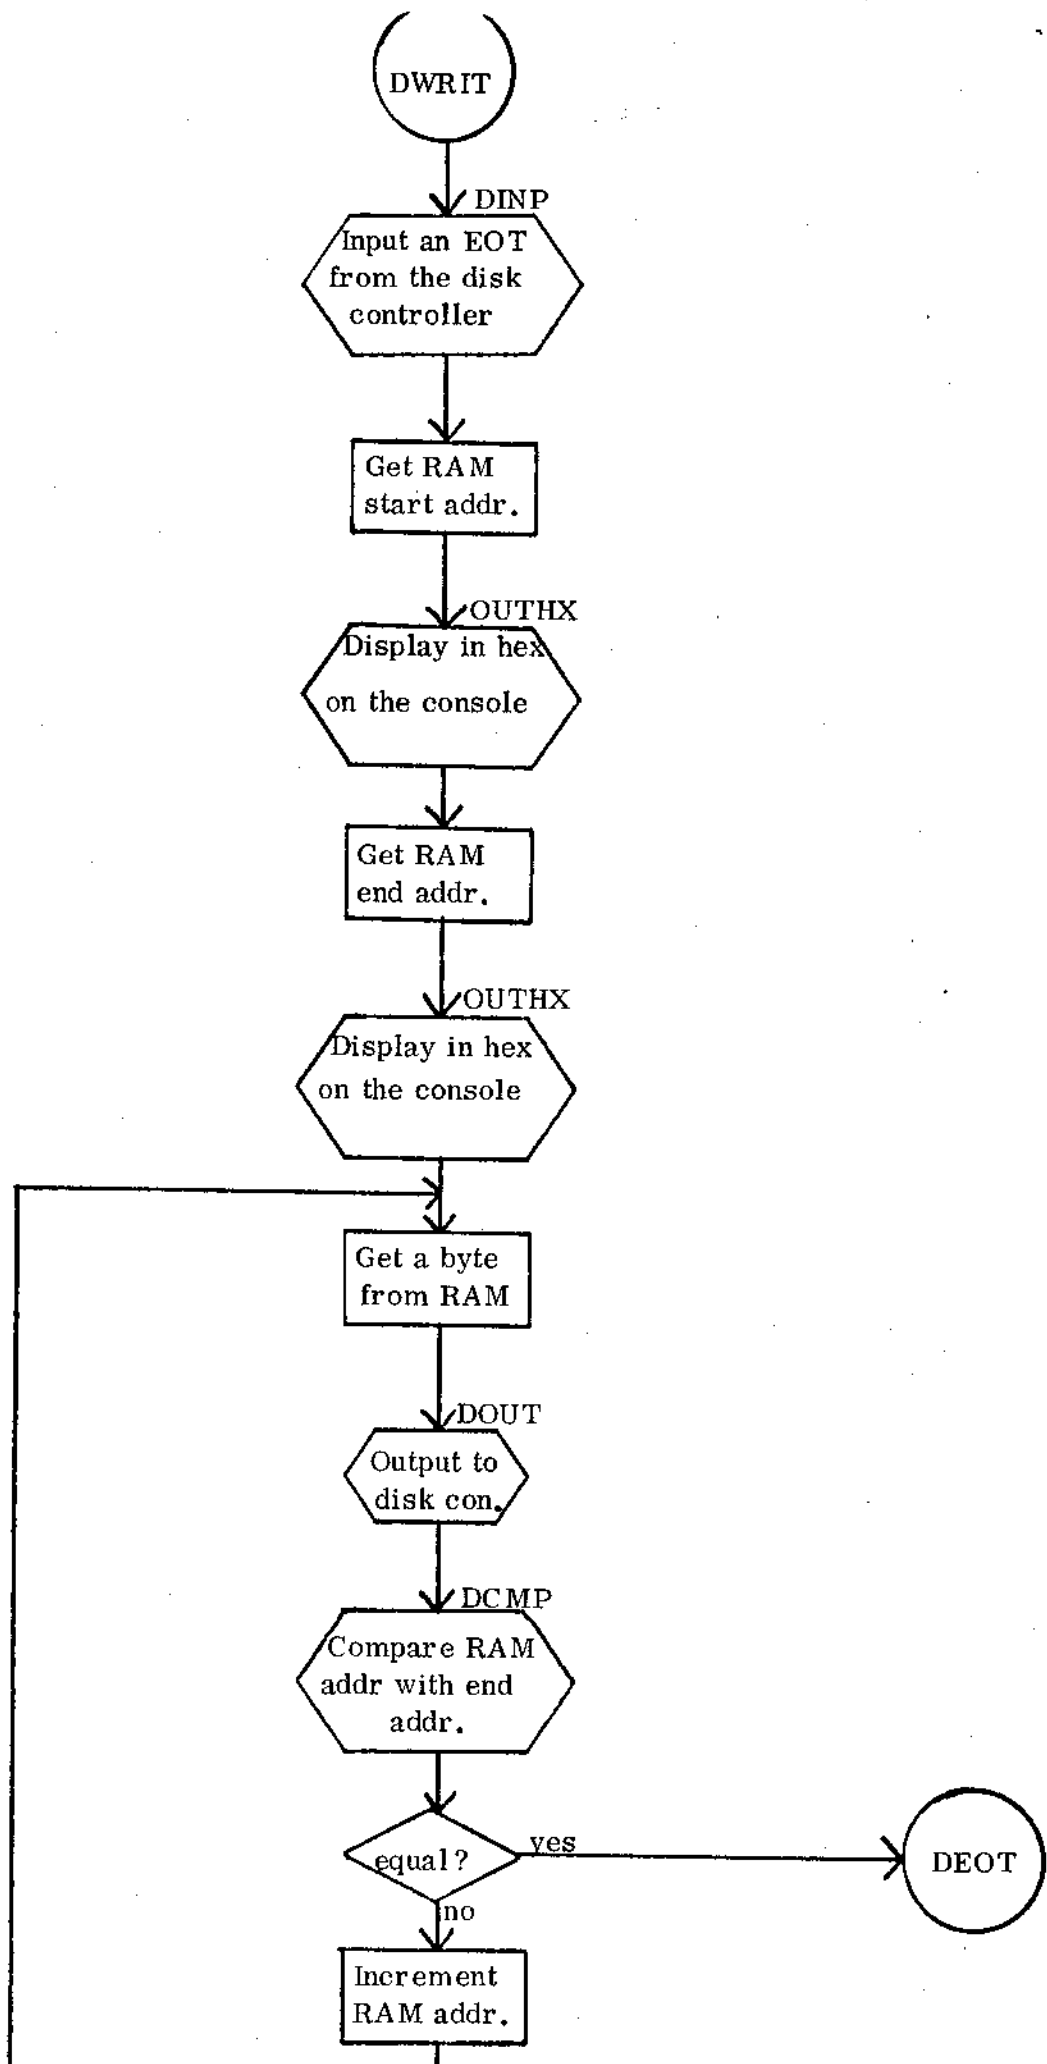 DWRIT
DINP
Input an EOT
from the disk
controller
Get RAM
start addr.
OUTHX
Display in hex
on the console
Get RAM
end addr.
OUTHX
Display in hex
on the console
Get a byte
from RAM
DOUT
Output to
disk con.
DCMP
Compare RAM
addr with end
addr.
equal?
yes
DEOT
no
Increment
RAM addr.